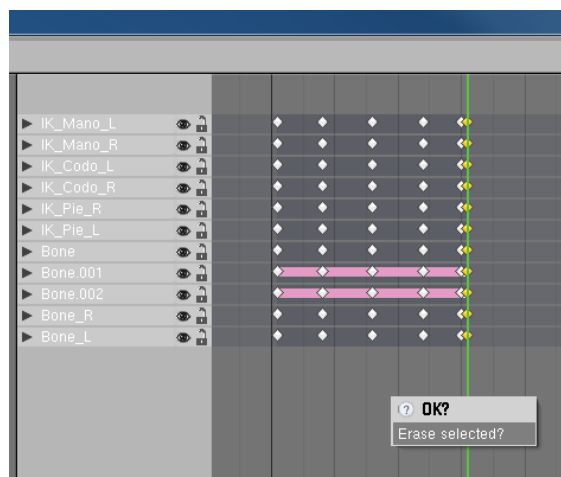 IK_Mano_L
IK_Mano_R
IK_Codo_L
IK_Codo_R
IK_Pie_R
IK_Pie_L
Bone
Bone.001
Bone.002
Bone_R
Bone_L
? OK?
Erase selected?